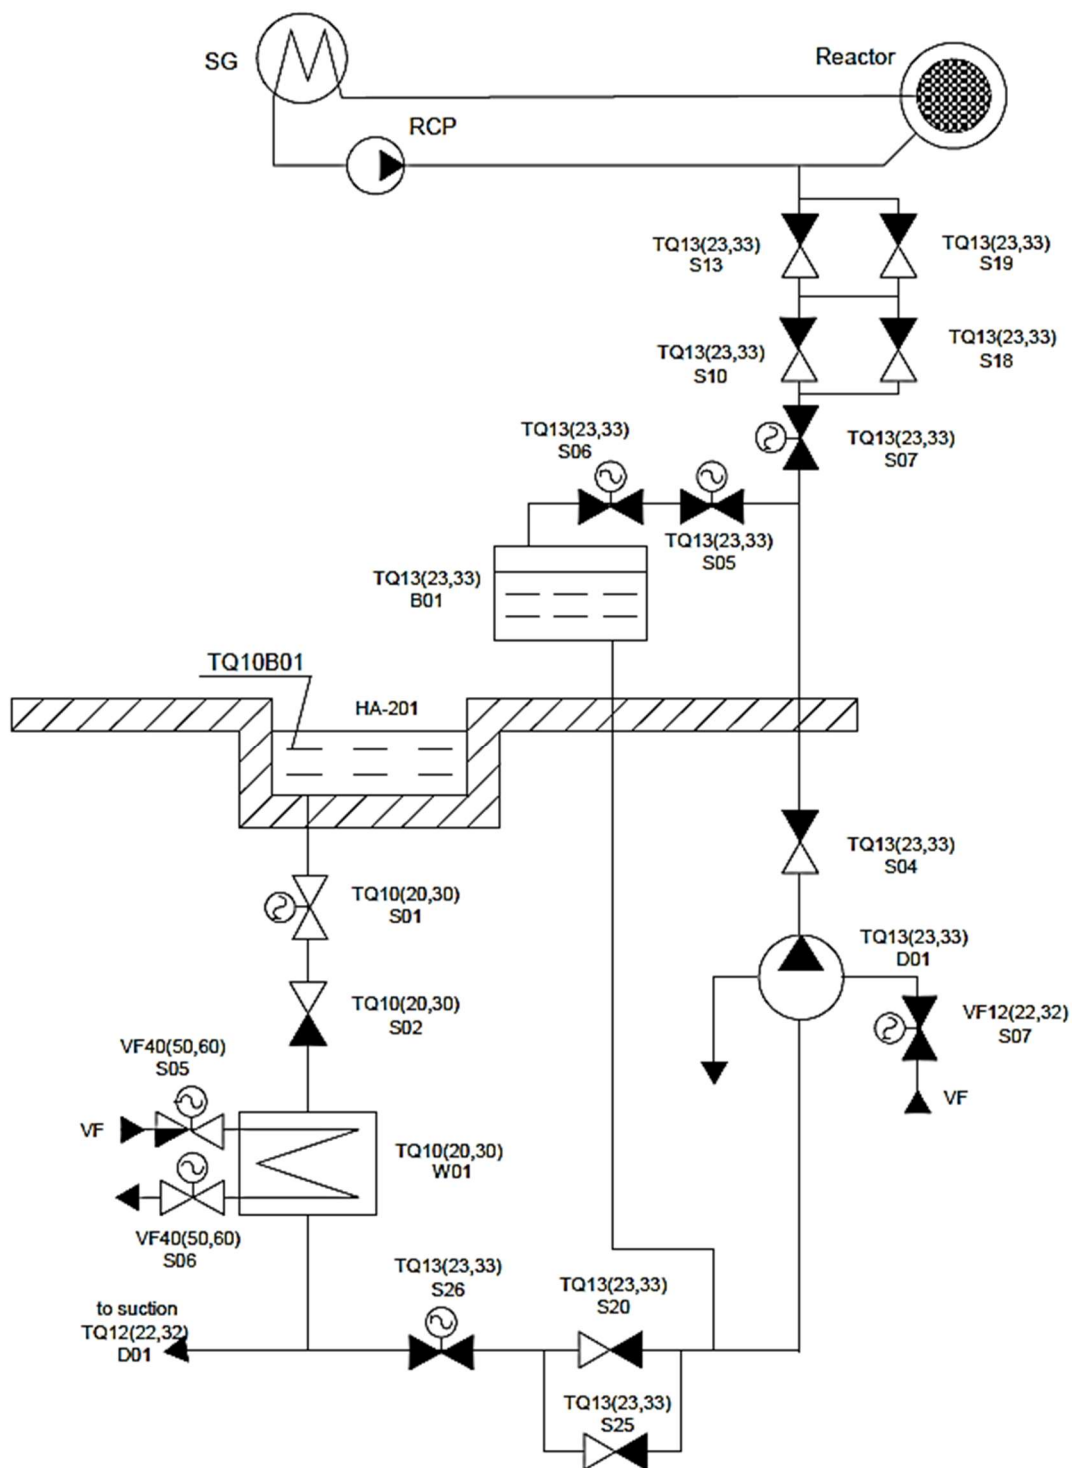 SG
Reactor
RCP
TQ13(23,33)
S13
TQ13(23,33)
S19
TQ13(23,33)
S10
TQ13(23,33)
S18
TQ13(23,33)
S06
TQ13(23,33)
S07
TQ13(23,33)
S05
TQ13(23,33)
B01
TQ10B01
HA-201
TQ13(23,33)
S04
TQ10(20,30)
S01
TQ13(23,33)
D01
TQ10(20,30)
S02
VF12(22,32)
S07
VF40(50,60)
S05
VF
VF
TQ10(20,30)
W01
VF40(50,60)
S06
TQ13(23,33)
S26
TQ13(23,33)
S20
to suction
TQ12(22,32)
D01
TQ13(23,33)
S25